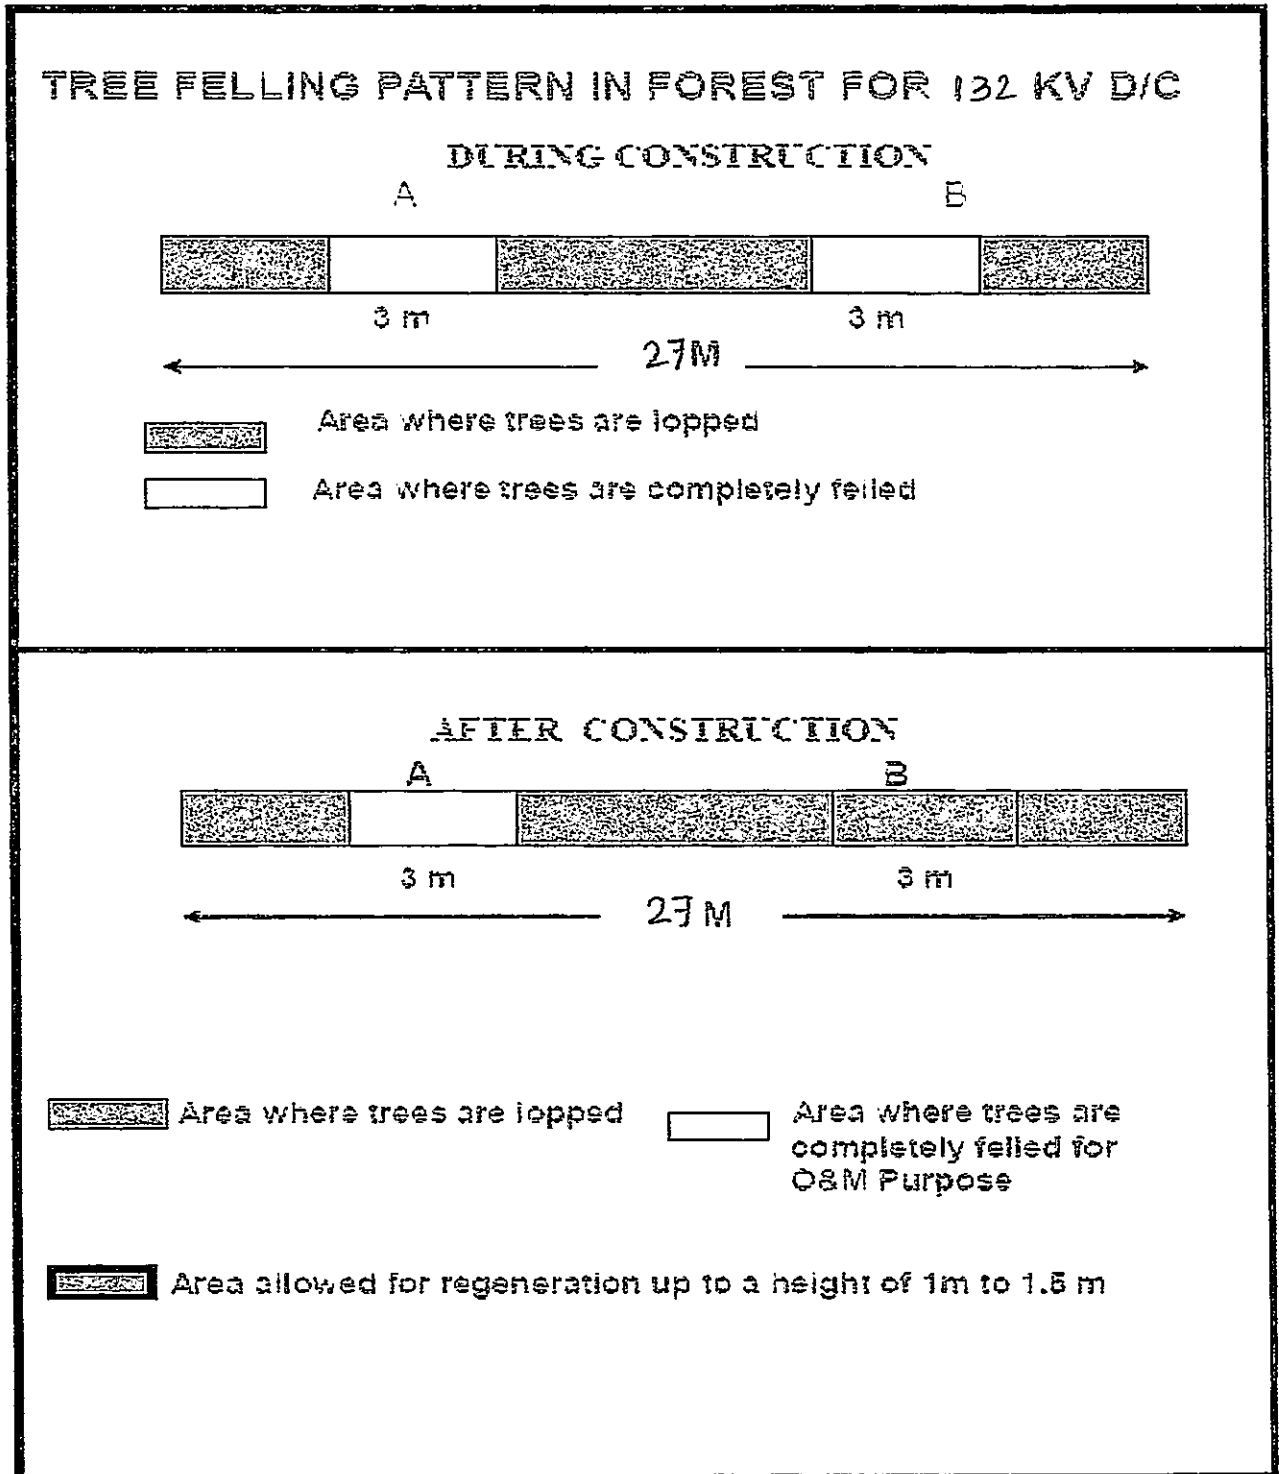 TREE FELLING PATTERN IN FOREST FOR 132 KV D/C
DURING CONSTRUCTION
A B
3 m 3 m
27M
Area where trees are lopped
Area where trees are completely felled
AFTER CONSTRUCTION
A B
3 m 3 m
27 M
Area where trees are lopped
Area where trees are
completely felled for
O&M Purpose
Area allowed for regeneration up to a height of 1m to 1.5 m